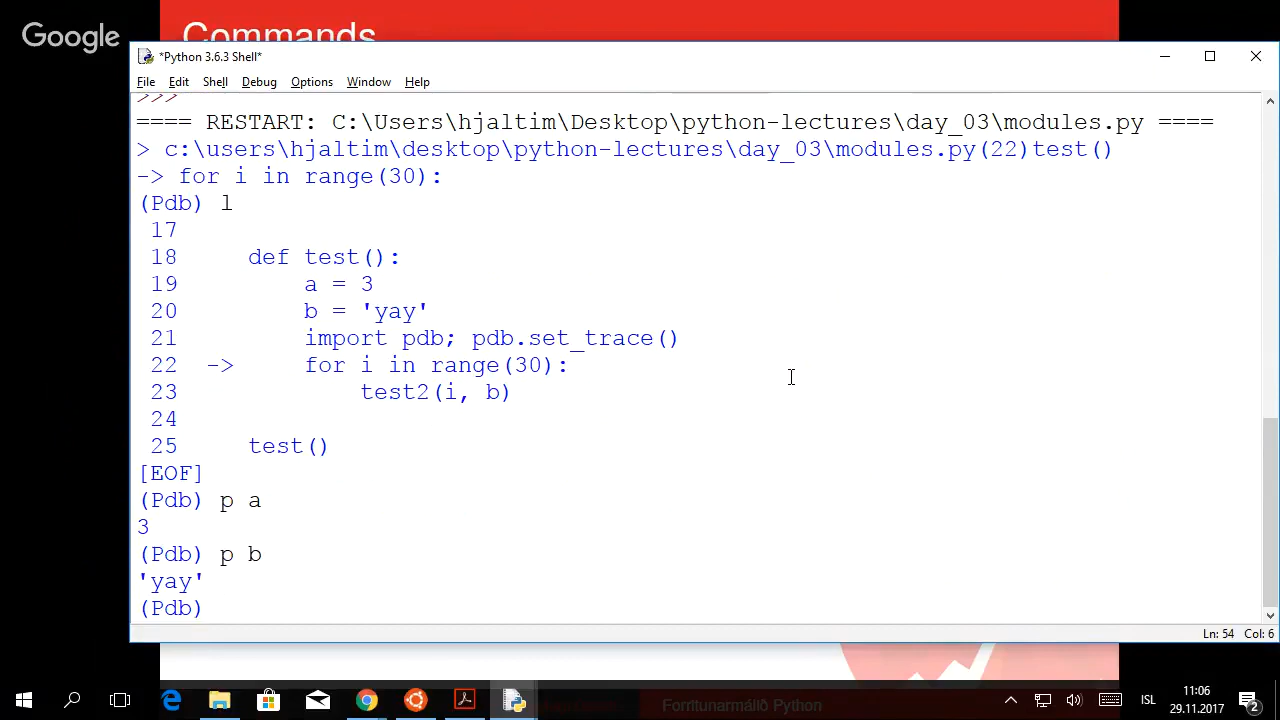 Google
Commands
*Python 3.6.3 Shell*
File Edit Shell Debug Options Window Help
>>>
==== RESTART: C:\Users\hjaltim\Desktop\python-lectures\day_03\modules.py ====
> c:\users\hjaltim\desktop\python-lectures\day_03\modules.py(22)test()
-> for i in range(30):
(Pdb) l
17
18 def test():
19 a = 3
20 b = 'yay'
21 import pdb; pdb.set_trace()
22 -> for i in range(30):
23 test2(i, b)
24
25 test()
[EOF]
(Pdb) p a
3
(Pdb) p b
'yay'
(Pdb)
Ln: 54 Col: 6
Forritunarmálið Python
ISL
11:06
29.11.2017
2